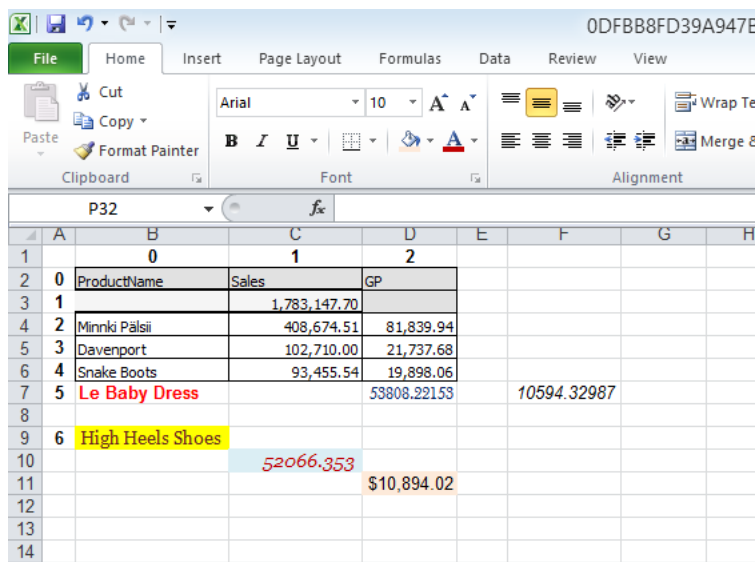 0DFBB8FD39A947B
File Home Insert Page Layout Formulas Data Review View
Cut
Copy
Format Painter
Paste
Clipboard
Arial 10 A A
B I U A
Font
Wrap Te
Merge &
Alignment
P32 fx
A B C D E F G H
1 0 1 2
2 0 ProductName Sales GP
3 1 1,783,147.70
4 2 Minnki Pälsii 408,674.51 81,839.94
5 3 Davenport 102,710.00 21,737.68
6 4 Snake Boots 93,455.54 19,898.06
7 5 Le Baby Dress 53808.22153 10594.32987
8
9 6 High Heels Shoes
10 52066.353
11 $10,894.02
12
13
14